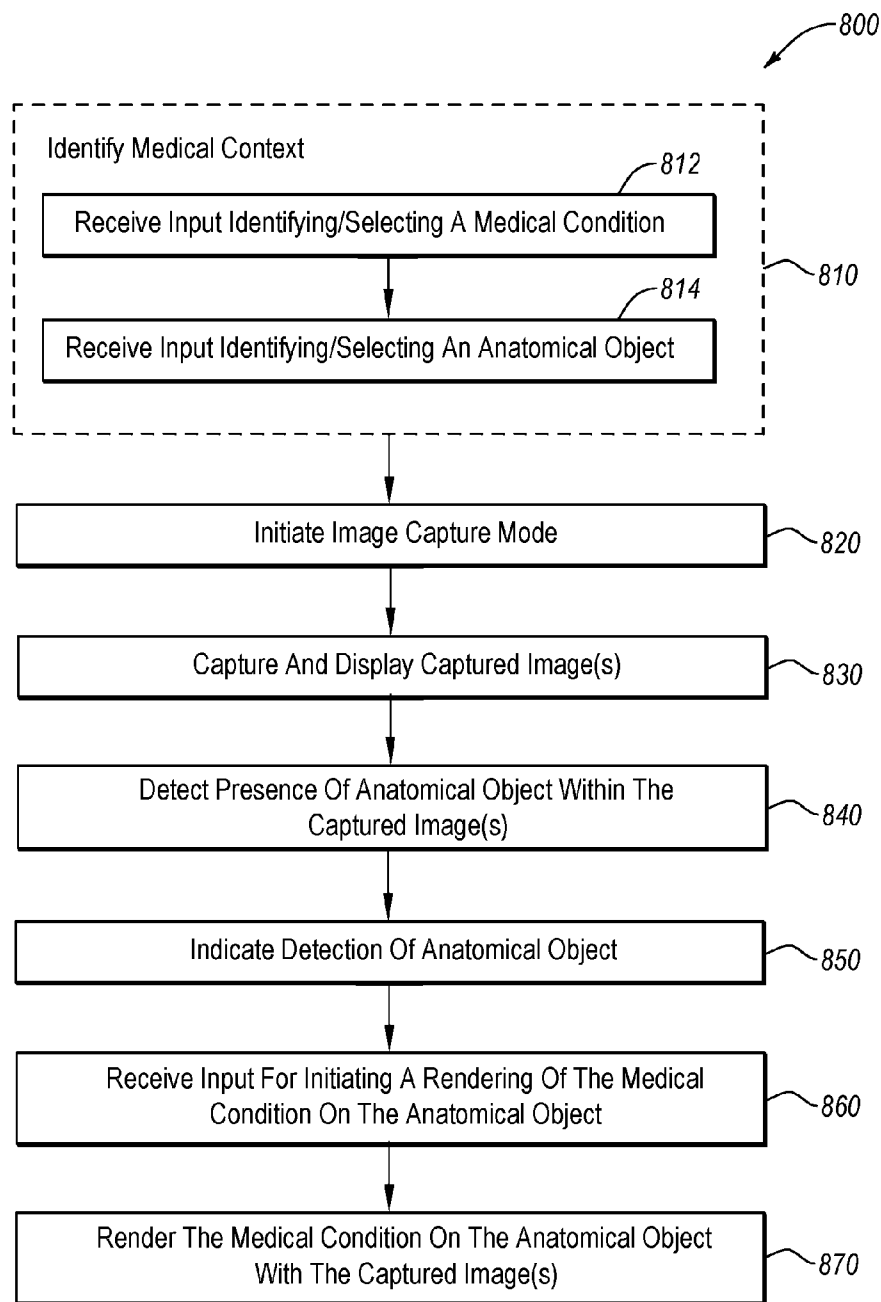 800
Identify Medical Context
812
Receive Input Identifying/Selecting A Medical Condition
810
814
Receive Input Identifying/Selecting An Anatomical Object
Initiate Image Capture Mode
820
Capture And Display Captured Image(s)
830
Detect Presence Of Anatomical Object Within The
Captured Image(s)
840
Indicate Detection Of Anatomical Object
850
Receive Input For Initiating A Rendering Of The Medical
Condition On The Anatomical Object
860
Render The Medical Condition On The Anatomical Object
With The Captured Image(s)
870